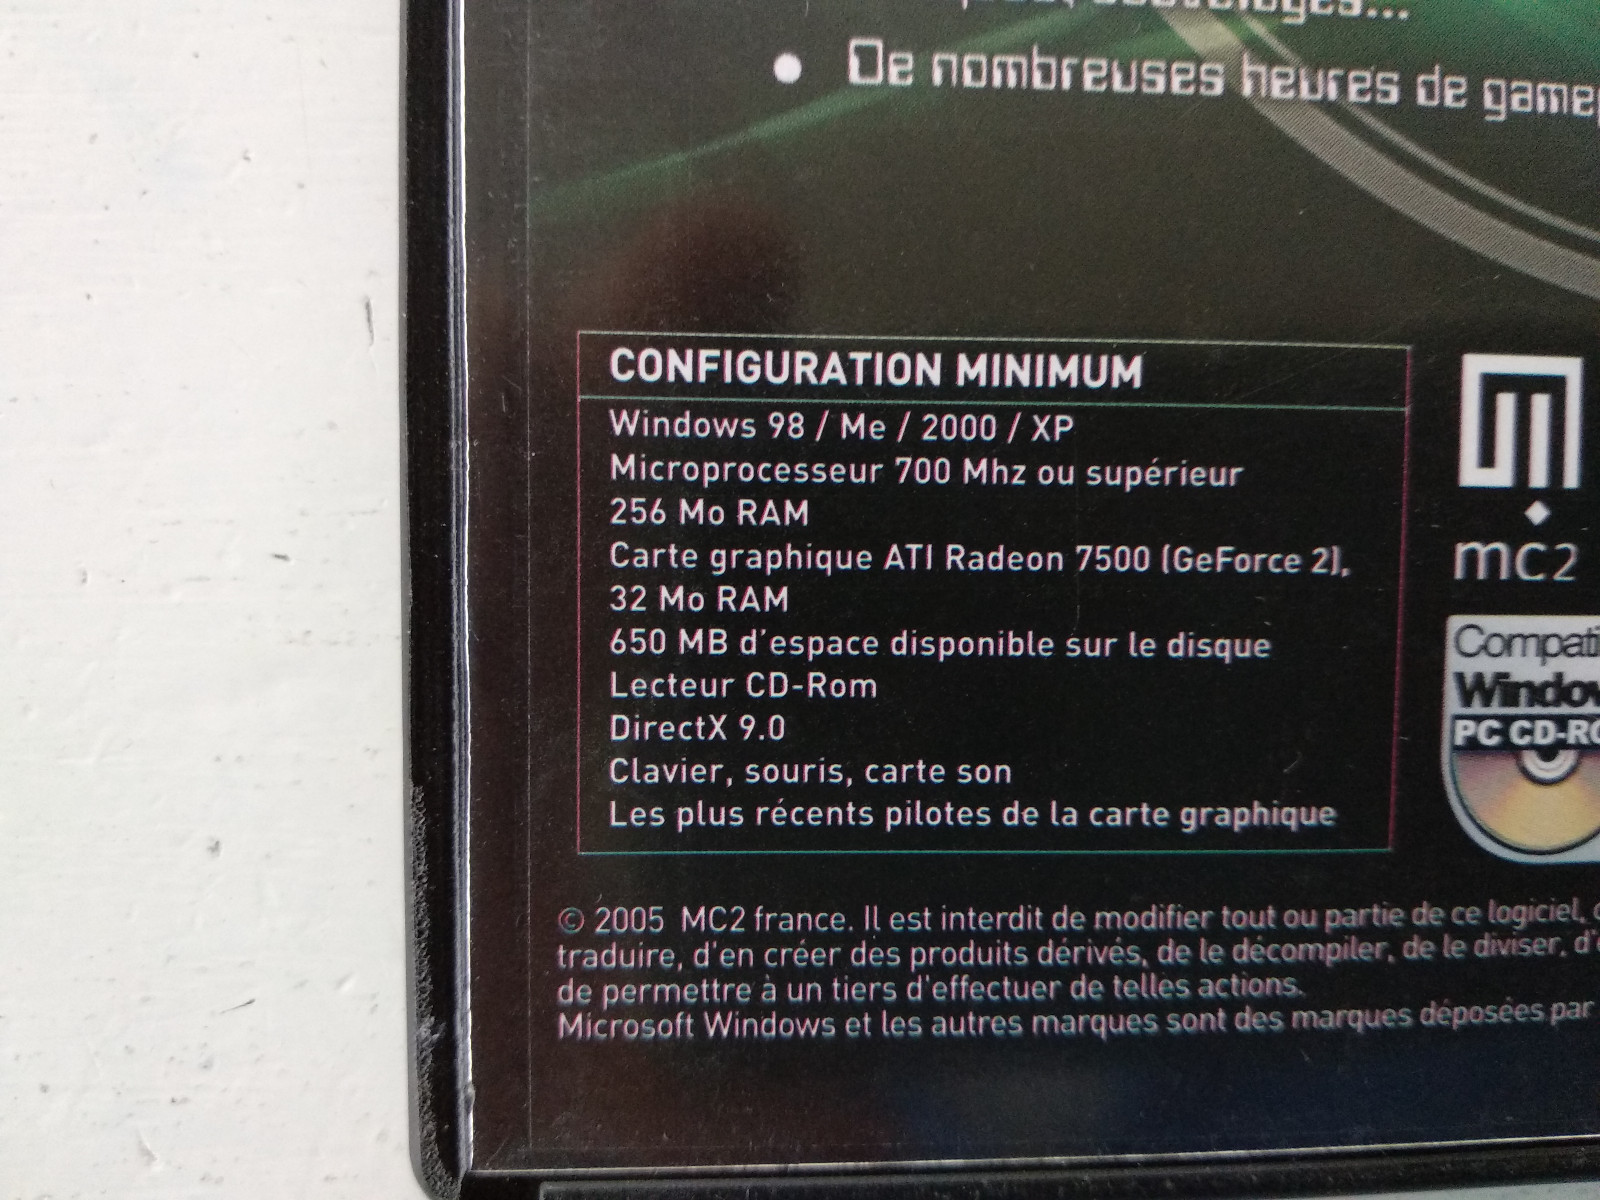 • De nombreuses heures de gamep
CONFIGURATION MINIMUM
Windows 98 / Me / 2000 / XP
Microprocesseur 700 Mhz ou supérieur
256 Mo RAM
Carte graphique ATI Radeon 7500 (GeForce 2),
32 Mo RAM
650 MB d'espace disponible sur le disque
Lecteur CD-Rom
DirectX 9.0
Clavier, souris, carte son
Les plus récents pilotes de la carte graphique
mc2
Compati
Window
PC CD-RO
© 2005 MC2 france. Il est interdit de modifier tout ou partie de ce logiciel,
traduire, d'en créer des produits dérivés, de le décompiler, de le diviser,
de permettre à un tiers d'effectuer de telles actions.
Microsoft Windows et les autres marques sont des marques déposées par